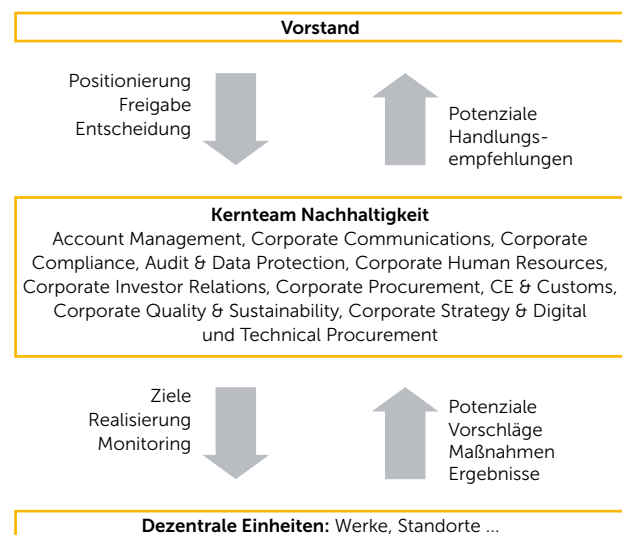 Vorstand
Positionierung
Freigabe
Entscheidung
Potenziale
Handlungs-
empfehlungen
Kernteam Nachhaltigkeit
Account Management, Corporate Communications, Corporate
Compliance, Audit & Data Protection, Corporate Human Resources,
Corporate Investor Relations, Corporate Procurement, CE & Customs,
Corporate Quality & Sustainability, Corporate Strategy & Digital
und Technical Procurement
Ziele
Realisierung
Monitoring
Potenziale
Vorschläge
Maßnahmen
Ergebnisse
Dezentrale Einheiten: Werke, Standorte ...